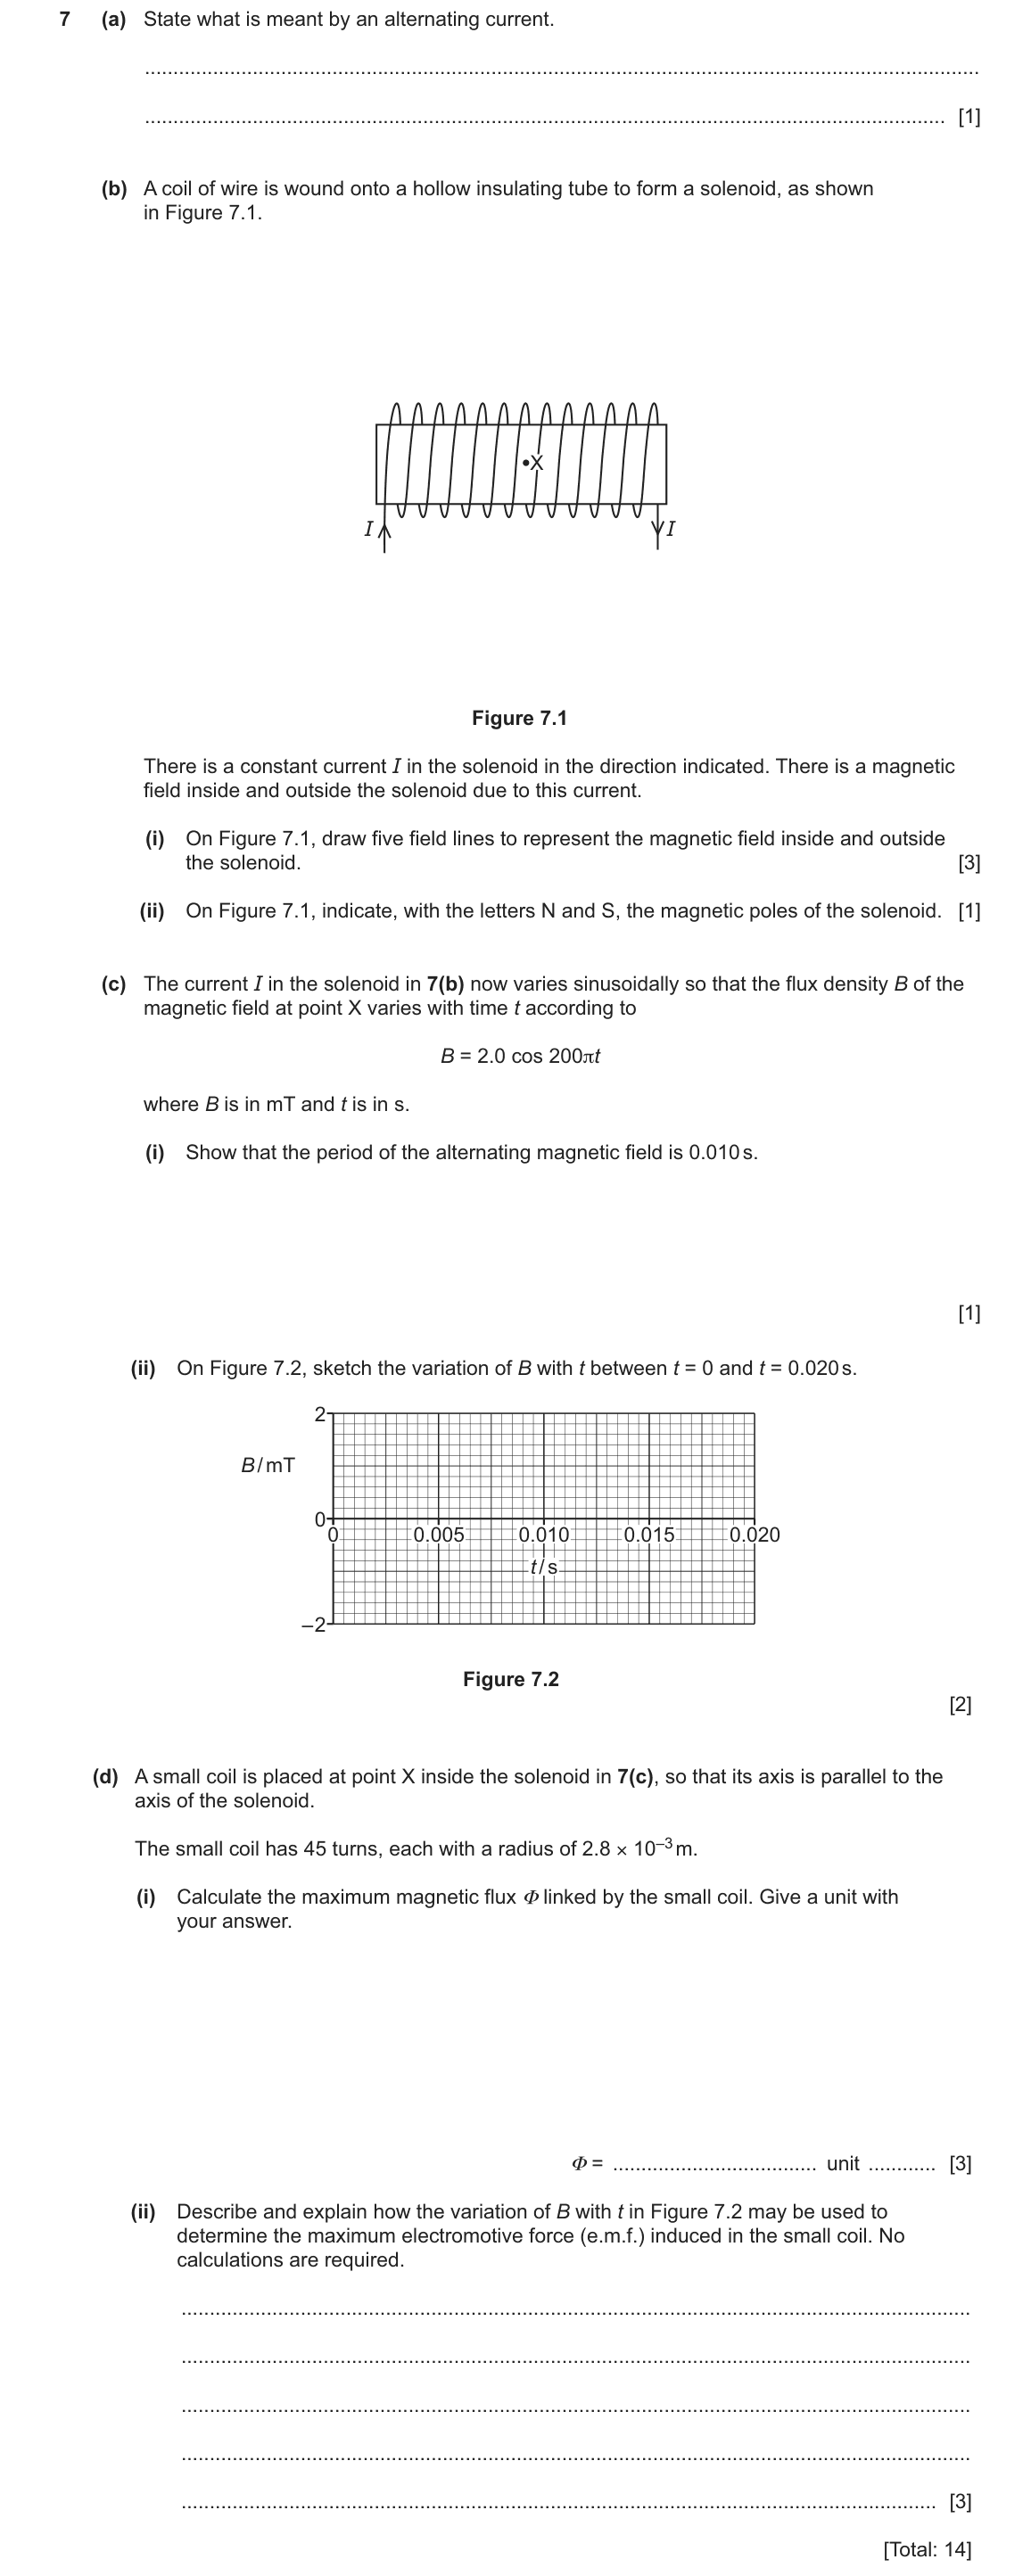 7 (a) State what is meant by an alternating current.
................................................................................
................................................................................ [1]
(b) A coil of wire is wound onto a hollow insulating tube to form a solenoid, as shown
in Figure 7.1.
X
I I
Figure 7.1
There is a constant current I in the solenoid in the direction indicated. There is a magnetic
field inside and outside the solenoid due to this current.
(i) On Figure 7.1, draw five field lines to represent the magnetic field inside and outside
the solenoid. [3]
(ii) On Figure 7.1, indicate, with the letters N and S, the magnetic poles of the solenoid. [1]
(c) The current I in the solenoid in 7(b) now varies sinusoidally so that the flux density B of the
magnetic field at point X varies with time t according to
B = 2.0 cos 200πt
where B is in mT and t is in s.
(i) Show that the period of the alternating magnetic field is 0.010 s.
[1]
(ii) On Figure 7.2, sketch the variation of B with t between t = 0 and t = 0.020 s.
2
B/mT
0
0 0.005 0.010 0.015 0.020
t/s
–2
Figure 7.2
[2]
(d) A small coil is placed at point X inside the solenoid in 7(c), so that its axis is parallel to the
axis of the solenoid.
The small coil has 45 turns, each with a radius of 2.8 × 10⁻³ m.
(i) Calculate the maximum magnetic flux Φ linked by the small coil. Give a unit with
your answer.
Φ = .................................... unit ............ [3]
(ii) Describe and explain how the variation of B with t in Figure 7.2 may be used to
determine the maximum electromotive force (e.m.f.) induced in the small coil. No
calculations are required.
................................................................................
................................................................................
................................................................................
................................................................................
................................................................................ [3]
[Total: 14]